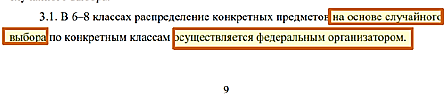 3.1. В 6–8 классах распределение конкретных предметов на основе случайного
выбора по конкретным классам осуществляется федеральным организатором.
9